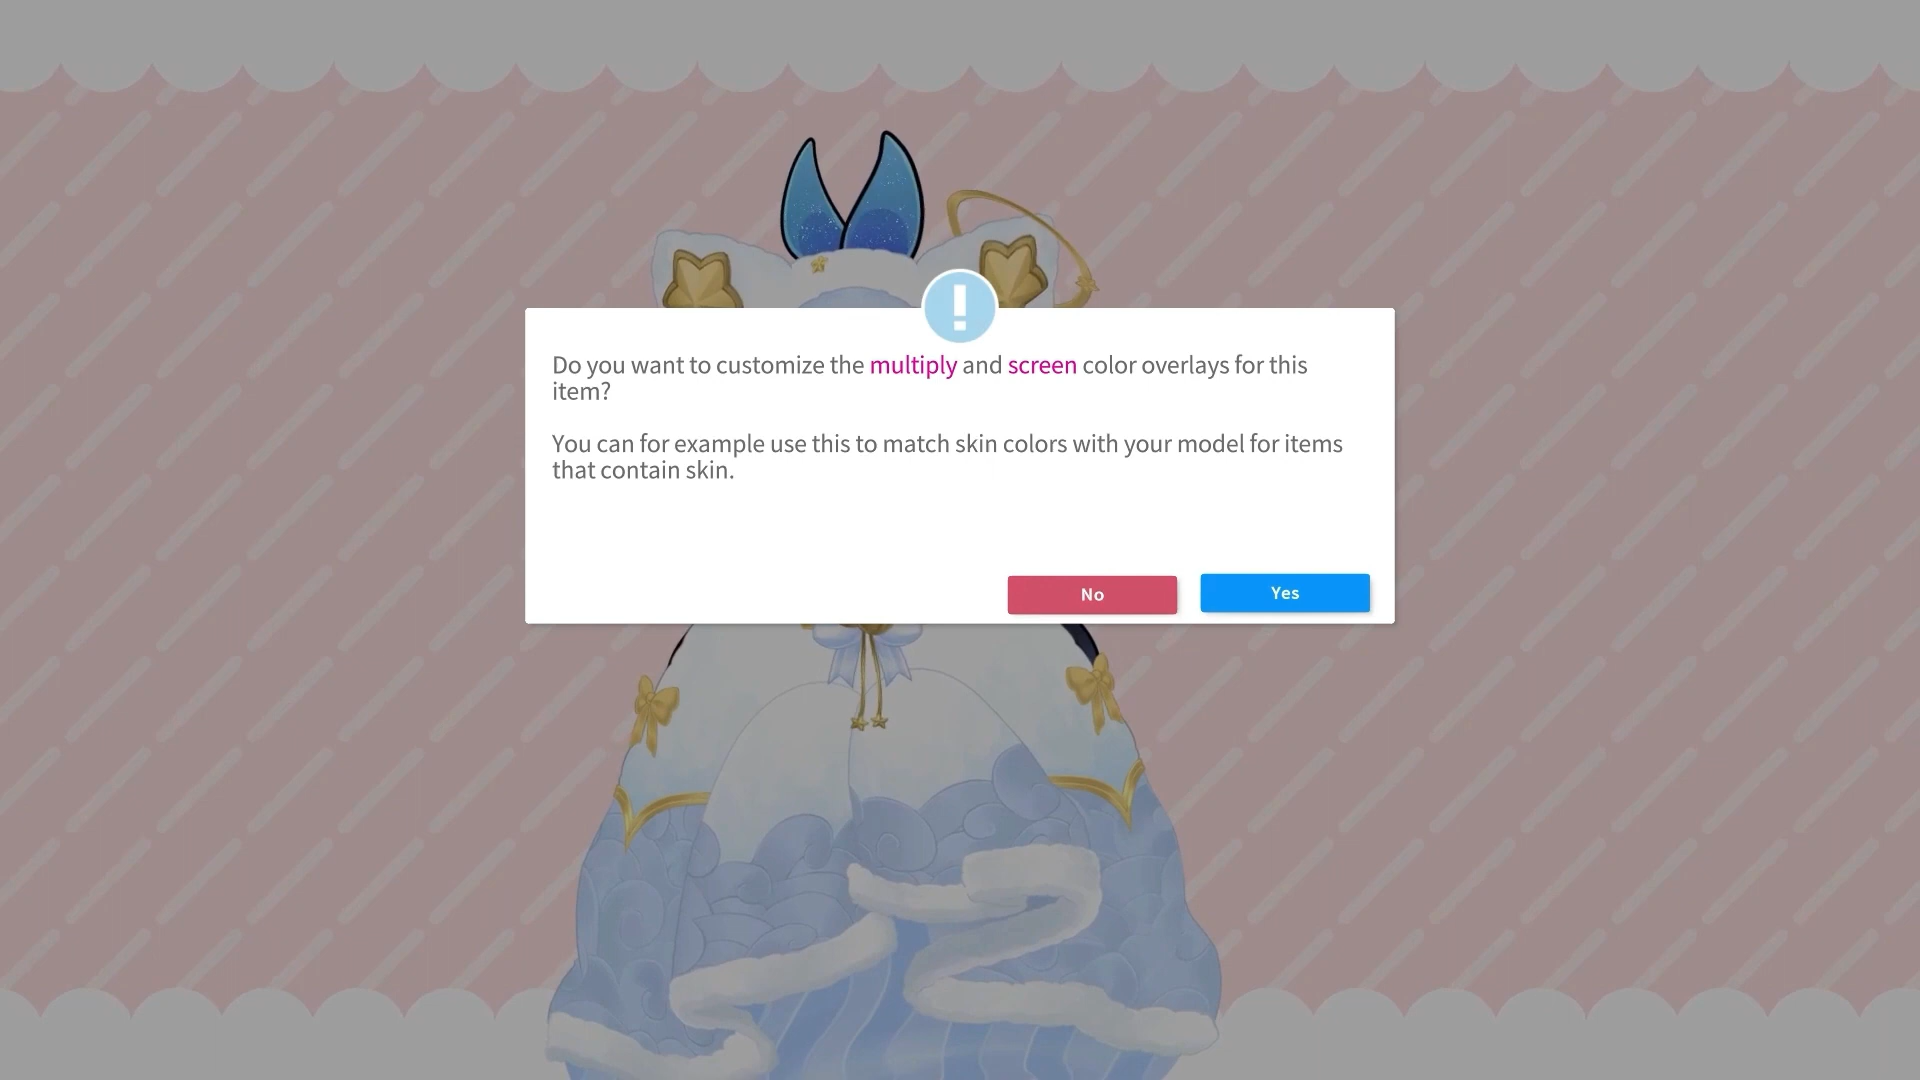 Do you want to customize the multiply and screen color overlays for this
item?
You can for example use this to match skin colors with your model for items
that contain skin.
No
Yes